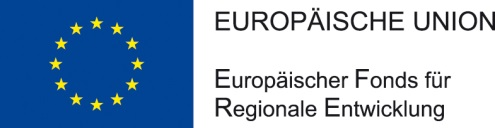 EUROPÄISCHE UNION
Europäischer Fonds für
Regionale Entwicklung